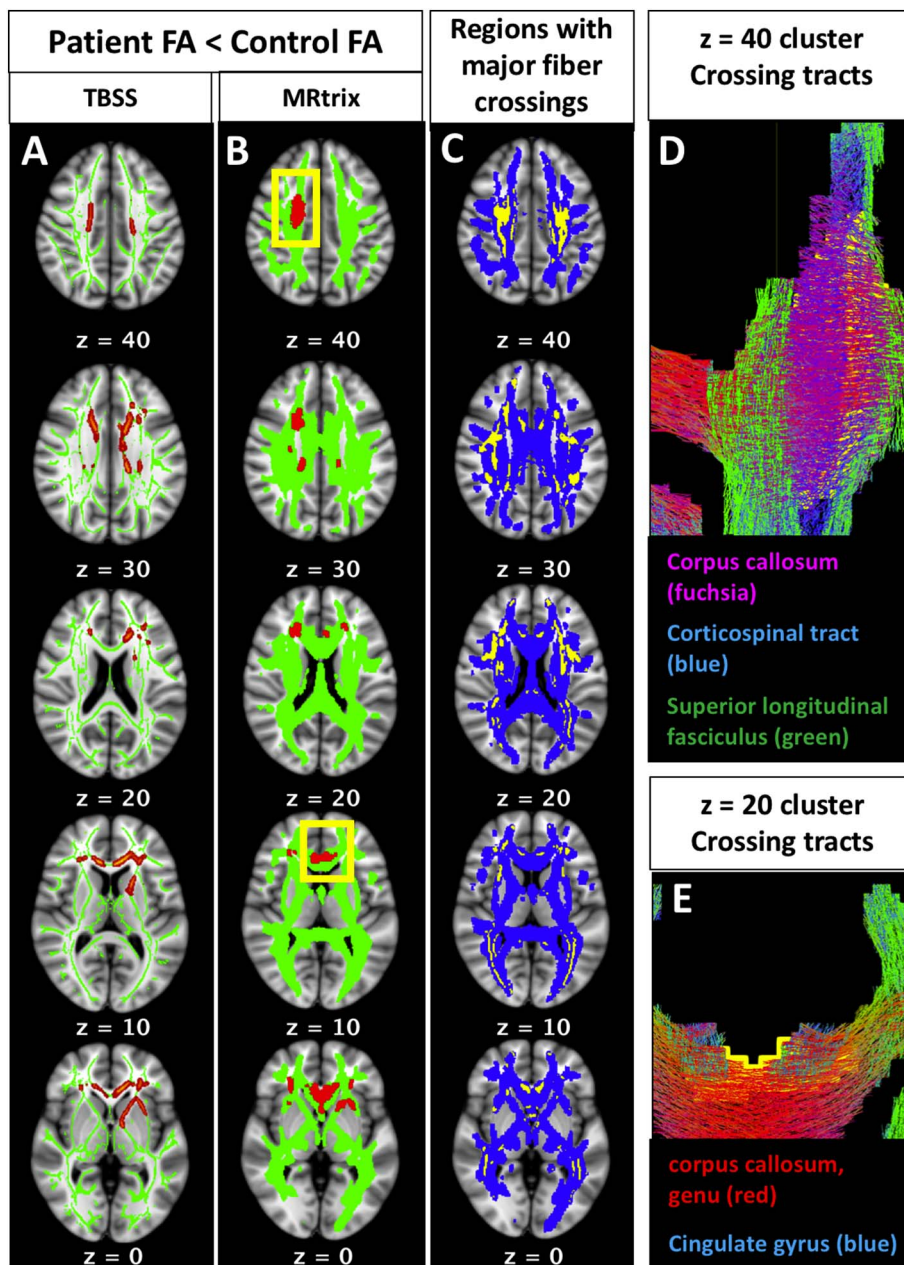 Patient FA < Control FA
TBSS
MRtrix
Regions with
major fiber
crossings
z = 40 cluster
Crossing tracts
A
B
C
D
z = 40
z = 40
z = 40
z = 30
z = 30
z = 30
z = 20
z = 20
z = 20
z = 10
z = 10
z = 10
z = 0
z = 0
z = 0
Corpus callosum
(fuchsia)
Corticospinal tract
(blue)
Superior longitudinal
fasciculus (green)
z = 20 cluster
Crossing tracts
E
corpus callosum,
genu (red)
Cingulate gyrus (blue)